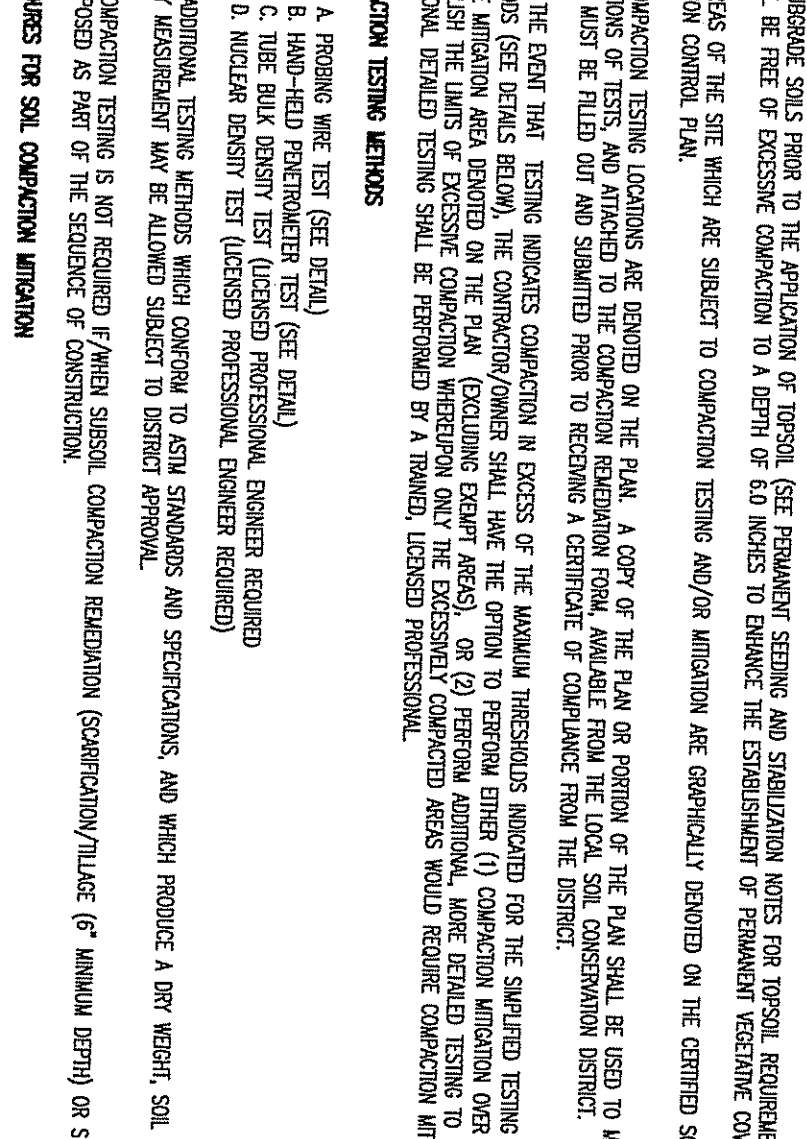 BGRADE SOILS PRIOR TO THE APPLICATION OF TOPSOIL (SEE PERMANENT SEEDING AND STABILIZATION NOTES FOR TOPSOIL REQUIREME
BE FREE OF EXCESSIVE COMPACTION TO A DEPTH OF 6.0 INCHES TO ENHANCE THE ESTABLISHMENT OF PERMANENT VEGETATIVE COV
EAS OF THE SITE WHICH ARE SUBJECT TO COMPACTION TESTING AND/OR MITIGATION ARE GRAPHICALLY DENOTED ON THE CERTIFIED SO
ON CONTROL PLAN.
MPACTION TESTING LOCATIONS ARE DENOTED ON THE PLAN. A COPY OF THE PLAN OR PORTION OF THE PLAN SHALL BE USED TO M
IONS OF TESTS, AND ATTACHED TO THE COMPACTION REMEDIATION FORM, AVAILABLE FROM THE LOCAL SOIL CONSERVATION DISTRICT.
MUST BE FILLED OUT AND SUBMITTED PRIOR TO RECEIVING A CERTIFICATE OF COMPLIANCE FROM THE DISTRICT.
THE EVENT THAT TESTING INDICATES COMPACTION IN EXCESS OF THE MAXIMUM THRESHOLDS INDICATED FOR THE SIMPLIFIED TESTING
ODS (SEE DETAILS BELOW), THE CONTRACTOR/OWNER SHALL HAVE THE OPTION TO PERFORM EITHER (1) COMPACTION MITIGATION OVER
E MITIGATION AREA DENOTED ON THE PLAN (EXCLUDING EXEMPT AREAS), OR (2) PERFORM ADDITIONAL, MORE DETAILED TESTING TO
LISH THE LIMITS OF EXCESSIVE COMPACTION WHEREUPON ONLY THE EXCESSIVELY COMPACTED AREAS WOULD REQUIRE COMPACTION MIT
ONAL DETAILED TESTING SHALL BE PERFORMED BY A TRAINED, LICENSED PROFESSIONAL.
CTION TESTING METHODS
A. PROBING WIRE TEST (SEE DETAIL)
B. HAND-HELD PENETROMETER TEST (SEE DETAIL)
C. TUBE BULK DENSITY TEST (LICENSED PROFESSIONAL ENGINEER REQUIRED
D. NUCLEAR DENSITY TEST (LICENSED PROFESSIONAL ENGINEER REQUIRED)
ADDITIONAL TESTING METHODS WHICH CONFORM TO ASTM STANDARDS AND SPECIFICATIONS, AND WHICH PRODUCE A DRY WEIGHT, SOIL
Y MEASUREMENT MAY BE ALLOWED SUBJECT TO DISTRICT APPROVAL.
OMPACTION TESTING IS NOT REQUIRED IF/WHEN SUBSOIL COMPACTION REMEDIATION (SCARIFICATION/TILLAGE (6" MINIMUM DEPTH) OR S
POSED AS PART OF THE SEQUENCE OF CONSTRUCTION.
URES FOR SOIL COMPACTION MITIGATION